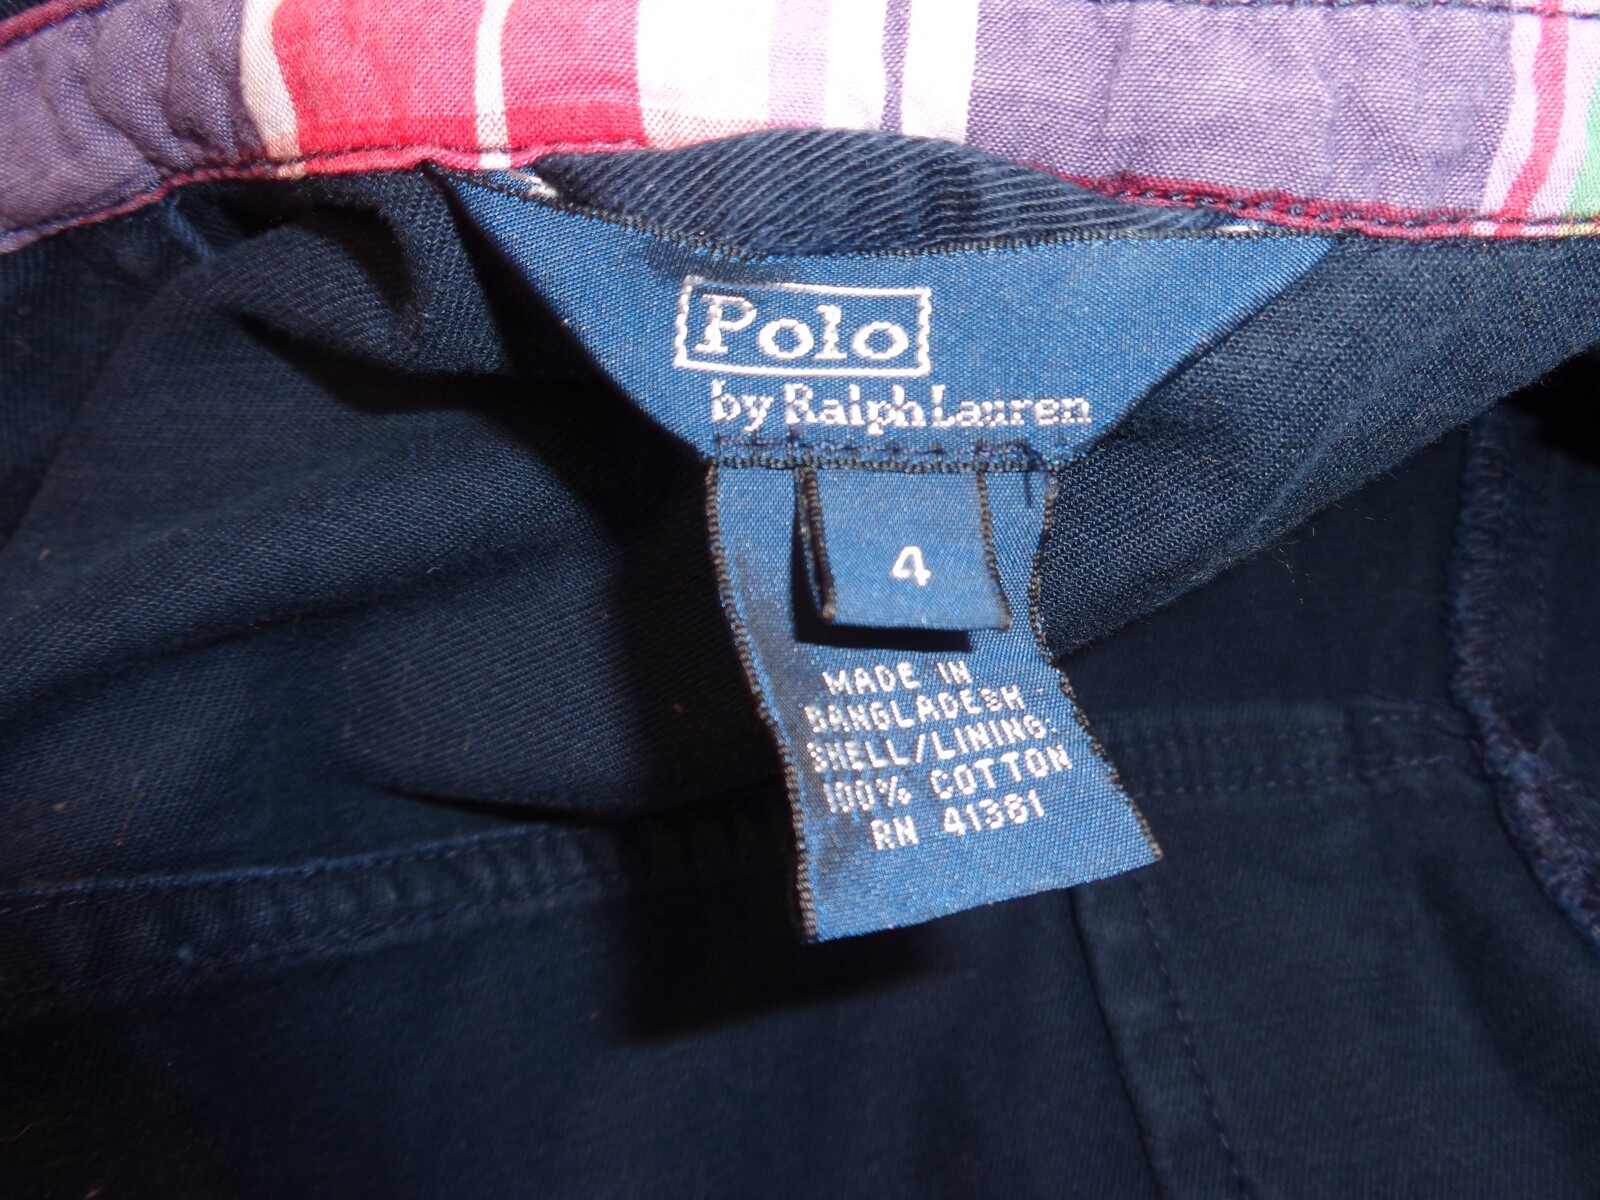 Polo
by Ralph Lauren
4
MADE IN
BANGLADESH
SHELL/LINING:
100% COTTON
RN 41381